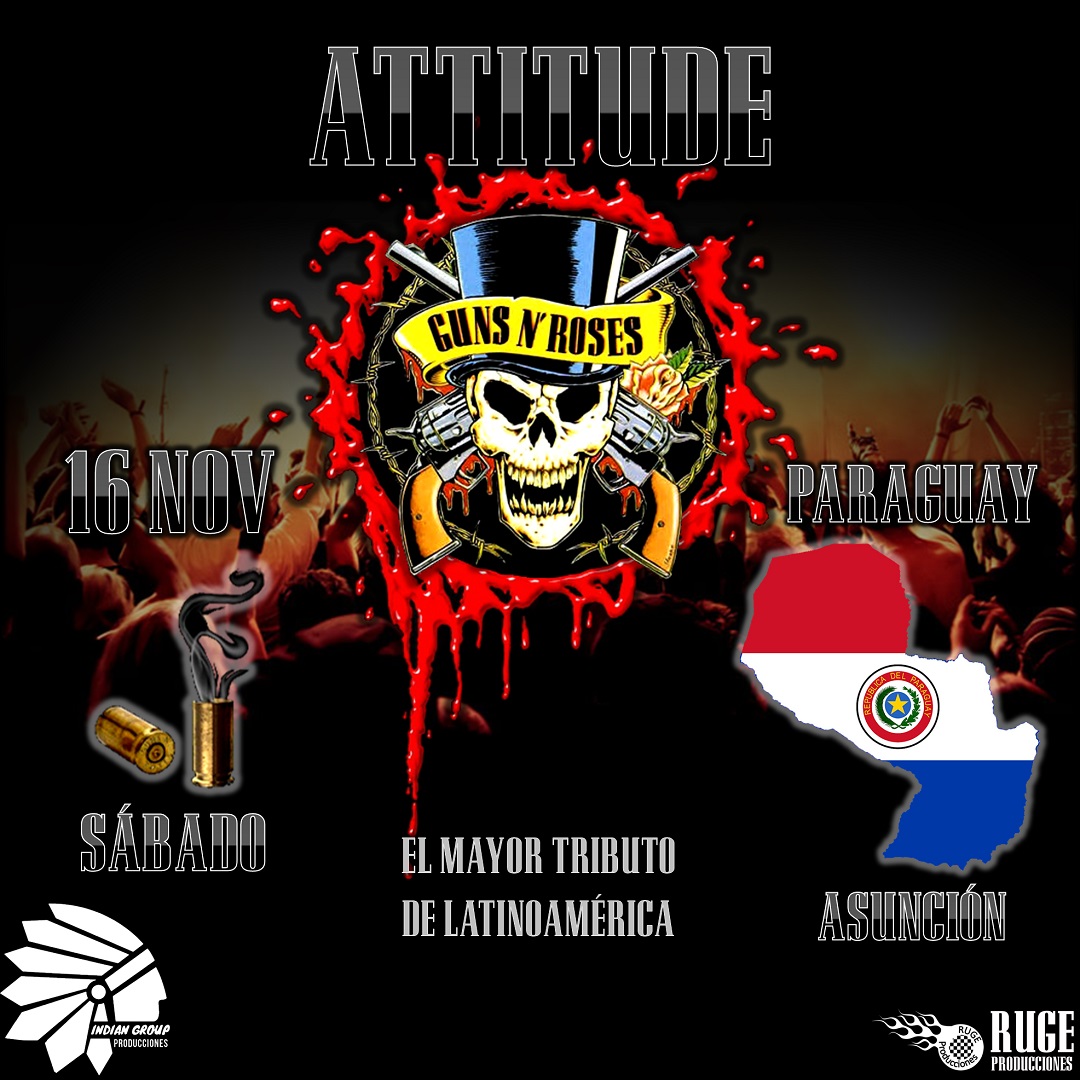 ATTITUDE
GUNS N' ROSES
16 NOV
PARAGUAY
REPUBLICA DEL PARAGUAY
SÁBADO
EL MAYOR TRIBUTO
DE LATINOAMÉRICA
ASUNCIÓN
INDIAN GROUP
PRODUCCIONES
RUGE
Producciones
RUGE
PRODUCCIONES